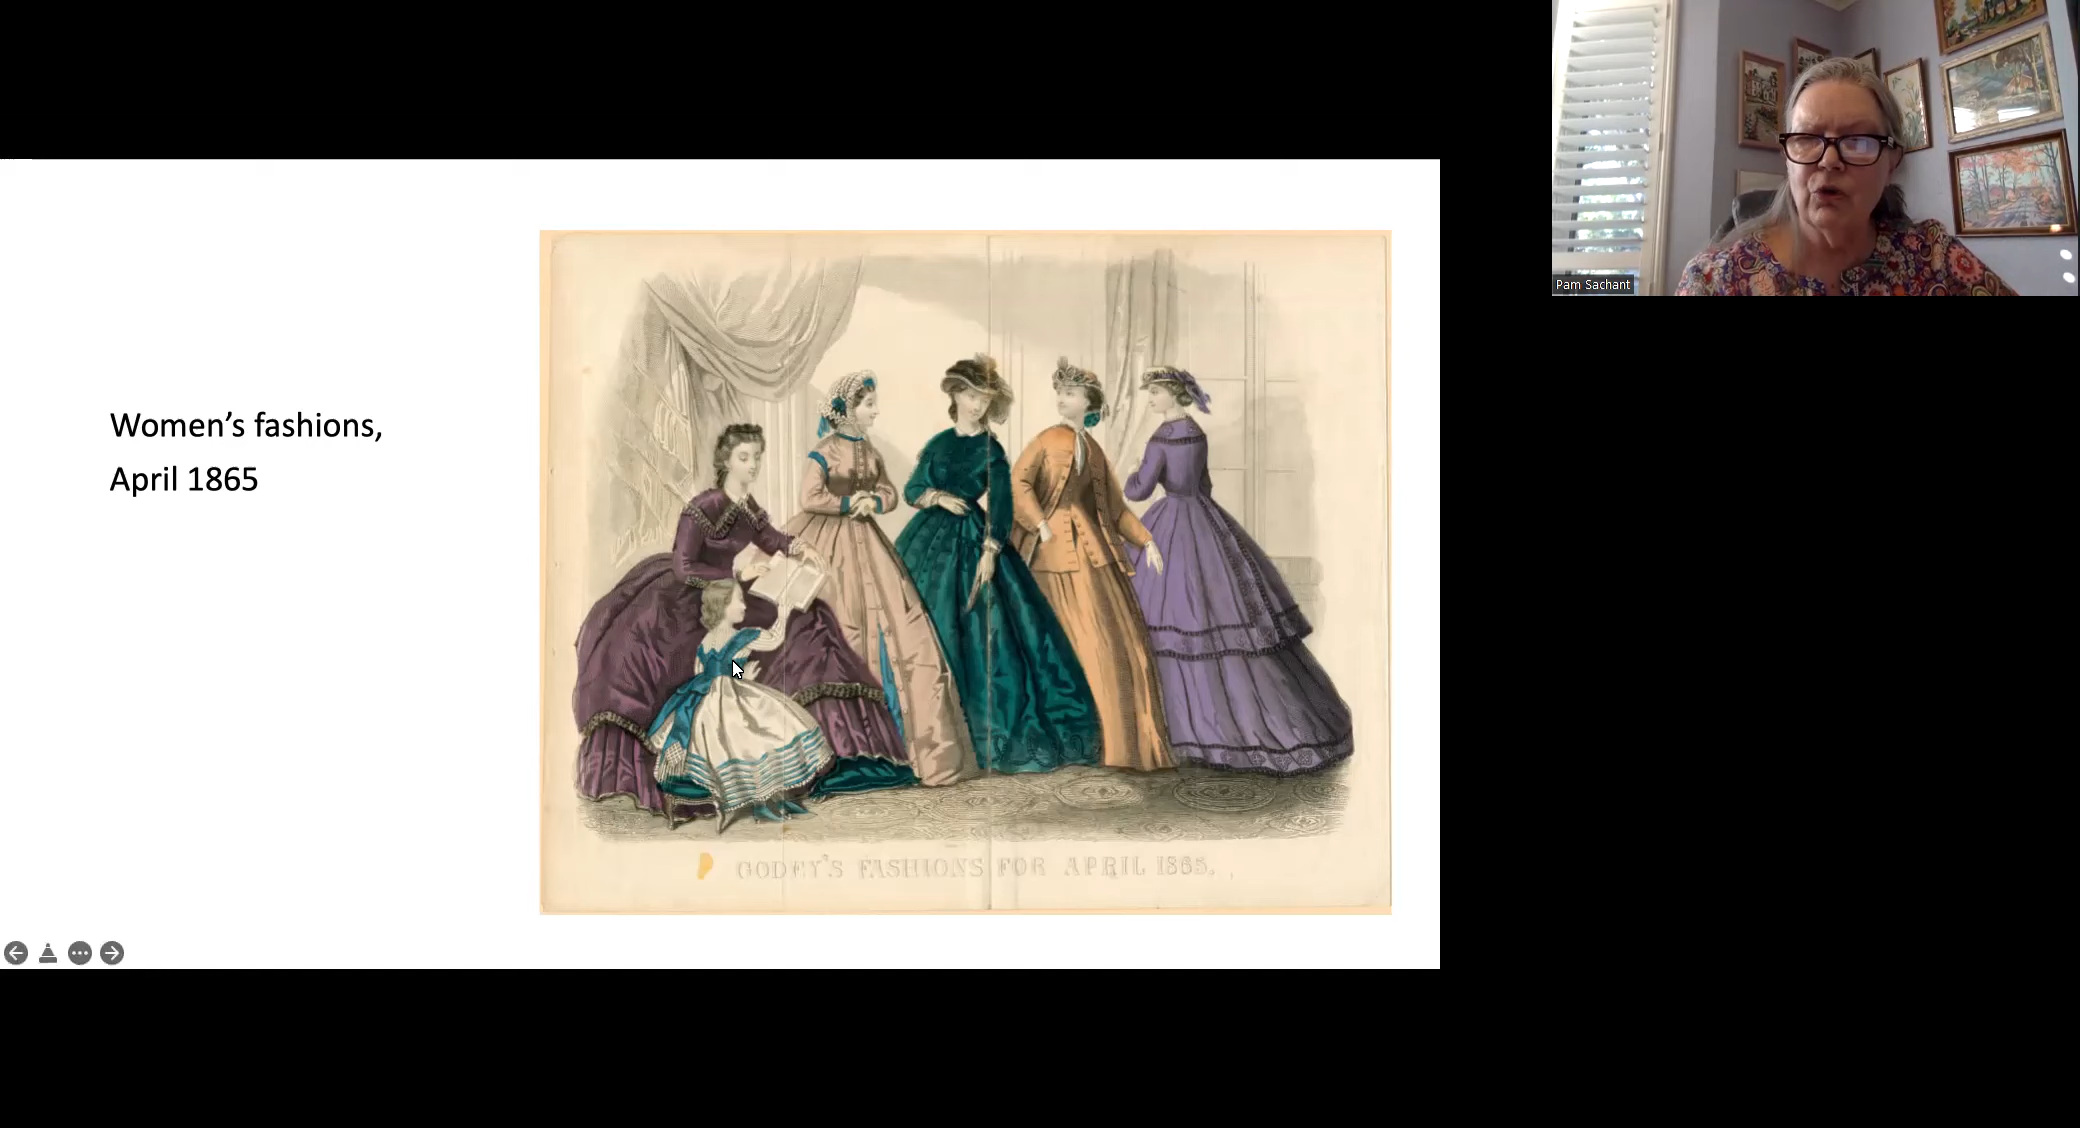 Women’s fashions,
April 1865
GODEY'S FASHIONS FOR APRIL 1865.
Pam Sachant